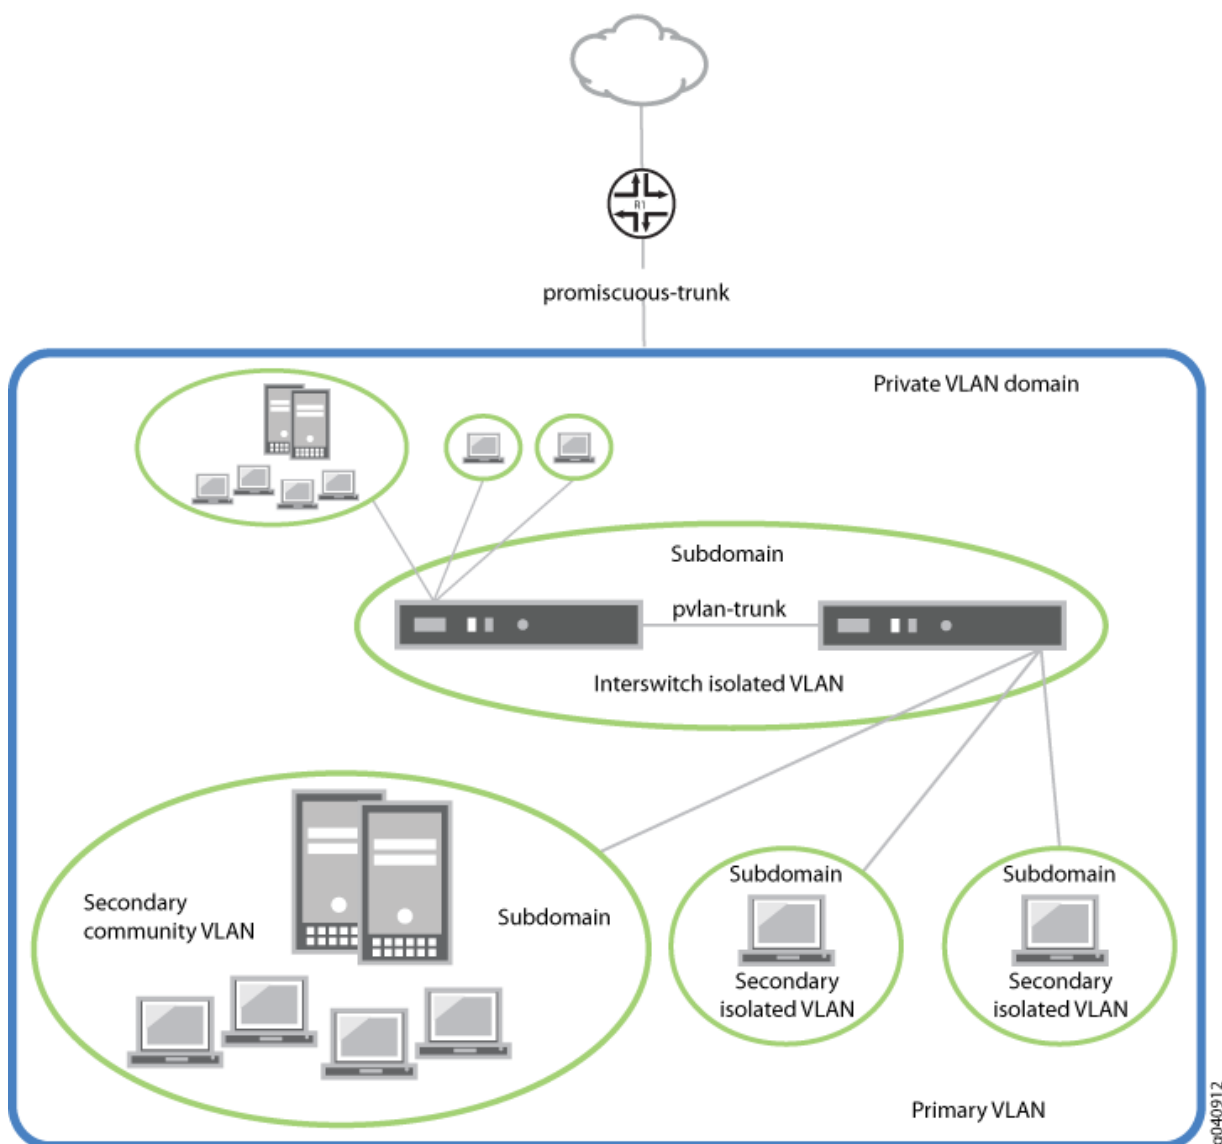 R1
promiscuous-trunk
Private VLAN domain
Subdomain
pvlan-trunk
Interswitch isolated VLAN
Secondary
community VLAN
Subdomain
Subdomain
Secondary
isolated VLAN
Subdomain
Secondary
isolated VLAN
Primary VLAN
g040912